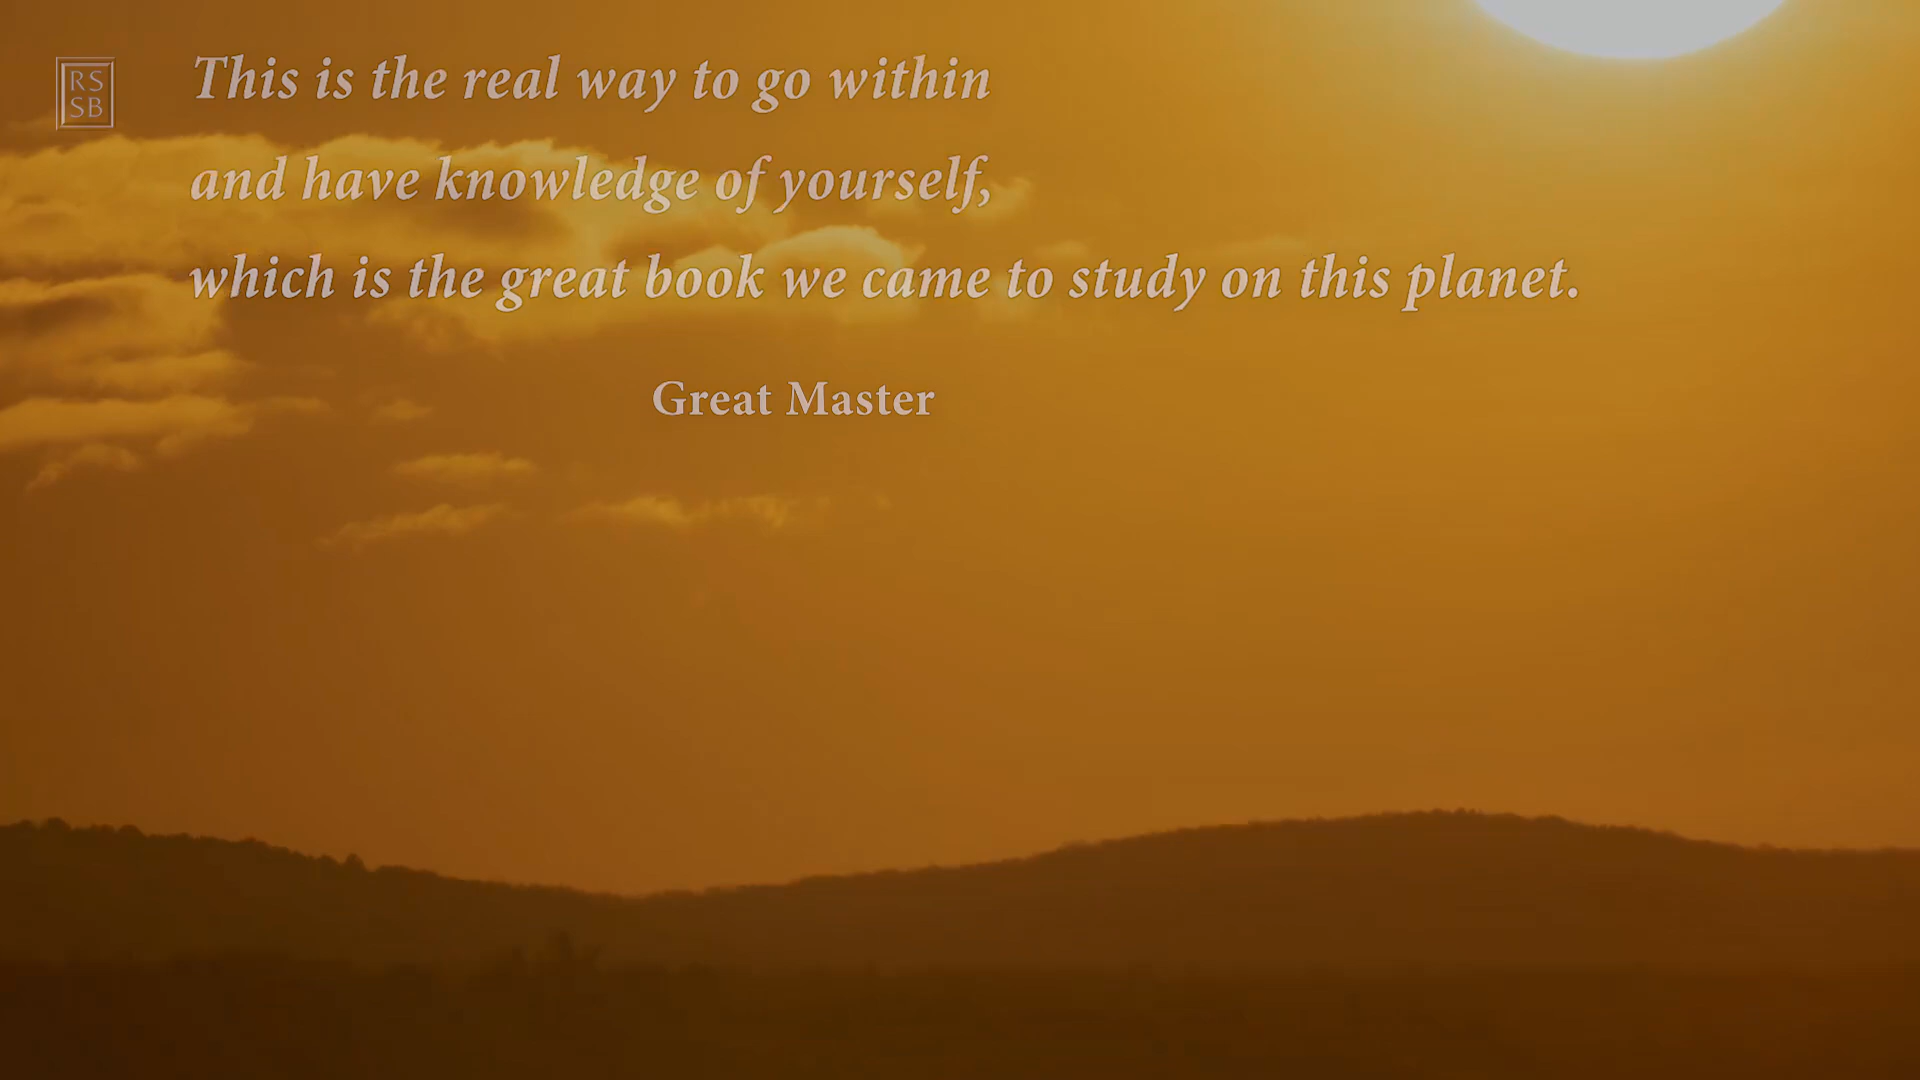 RS
SB
This is the real way to go within
and have knowledge of yourself,
which is the great book we came to study on this planet.
Great Master